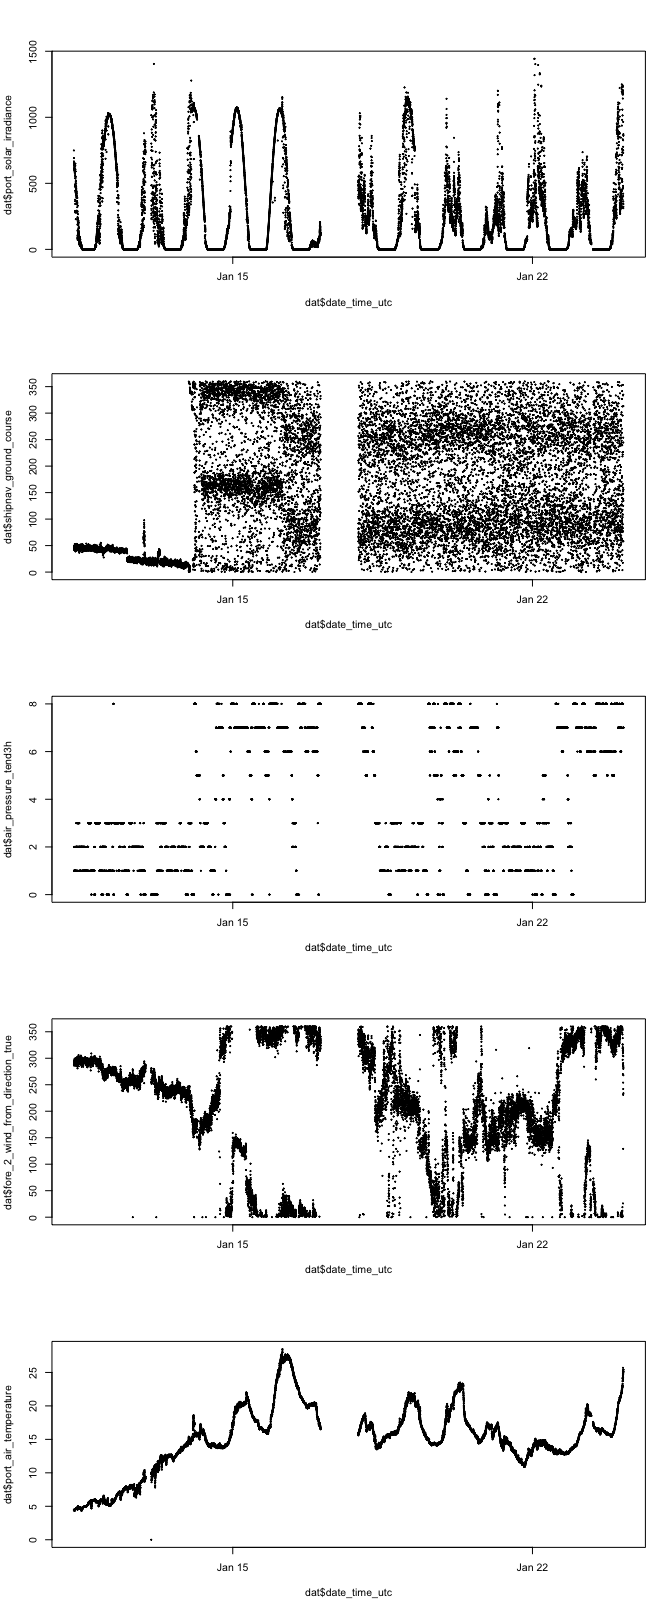 dat$port_solar_irradiance
1500
1000
500
0
Jan 15 Jan 22
dat$date_time_utc
dat$shipnav_ground_course
350
300
250
200
150
100
50
0
Jan 15 Jan 22
dat$date_time_utc
dat$air_pressure_tend3h
8
6
4
2
0
Jan 15 Jan 22
dat$date_time_utc
dat$fore_2_wind_from_direction_true
350
300
250
200
150
100
50
0
Jan 15 Jan 22
dat$date_time_utc
dat$port_air_temperature
25
20
15
10
5
0
Jan 15 Jan 22
dat$date_time_utc